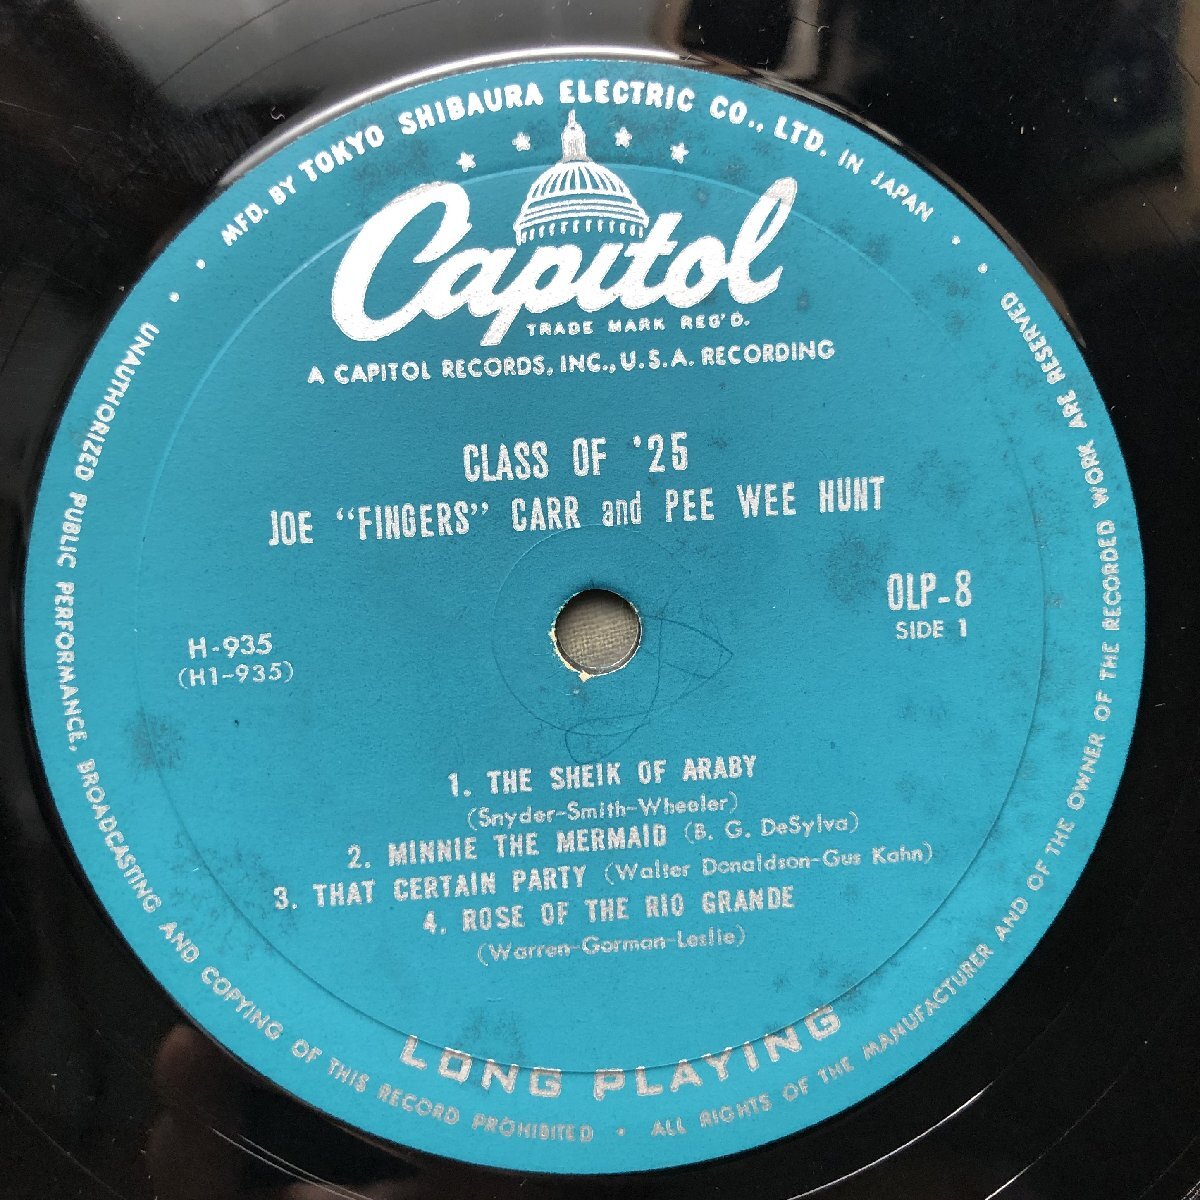 MFD. BY TOKYO SHIBAURA ELECTRIC CO., LTD. IN JAPAN
Capitol
TRADE MARK REG'D.
A CAPITOL RECORDS, INC., U.S.A. RECORDING
CLASS OF '25
JOE "FINGERS" CARR and PEE WEE HUNT
OLP-8
SIDE 1
H-935
(H1-935)
1. THE SHEIK OF ARABY
(Snyder-Smith-Wheeler)
2. MINNIE THE MERMAID (B. G. DeSylva)
3. THAT CERTAIN PARTY (Walter Donaldson-Gus Kahn)
4. ROSE OF THE RIO GRANDE
(Warren-Gorman-Leslie)
LONG PLAYING
UNAUTHORIZED PUBLIC PERFORMANCE, BROADCASTING AND COPYING OF THIS RECORD PROHIBITED • ALL RIGHTS OF THE MANUFACTURER AND OF THE OWNER OF THE RECORDED WORK ARE RESERVED